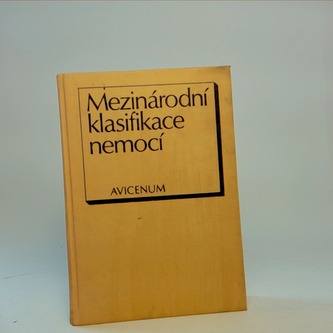 Mezinárodní
klasifikace
nemocí
AVICENUM